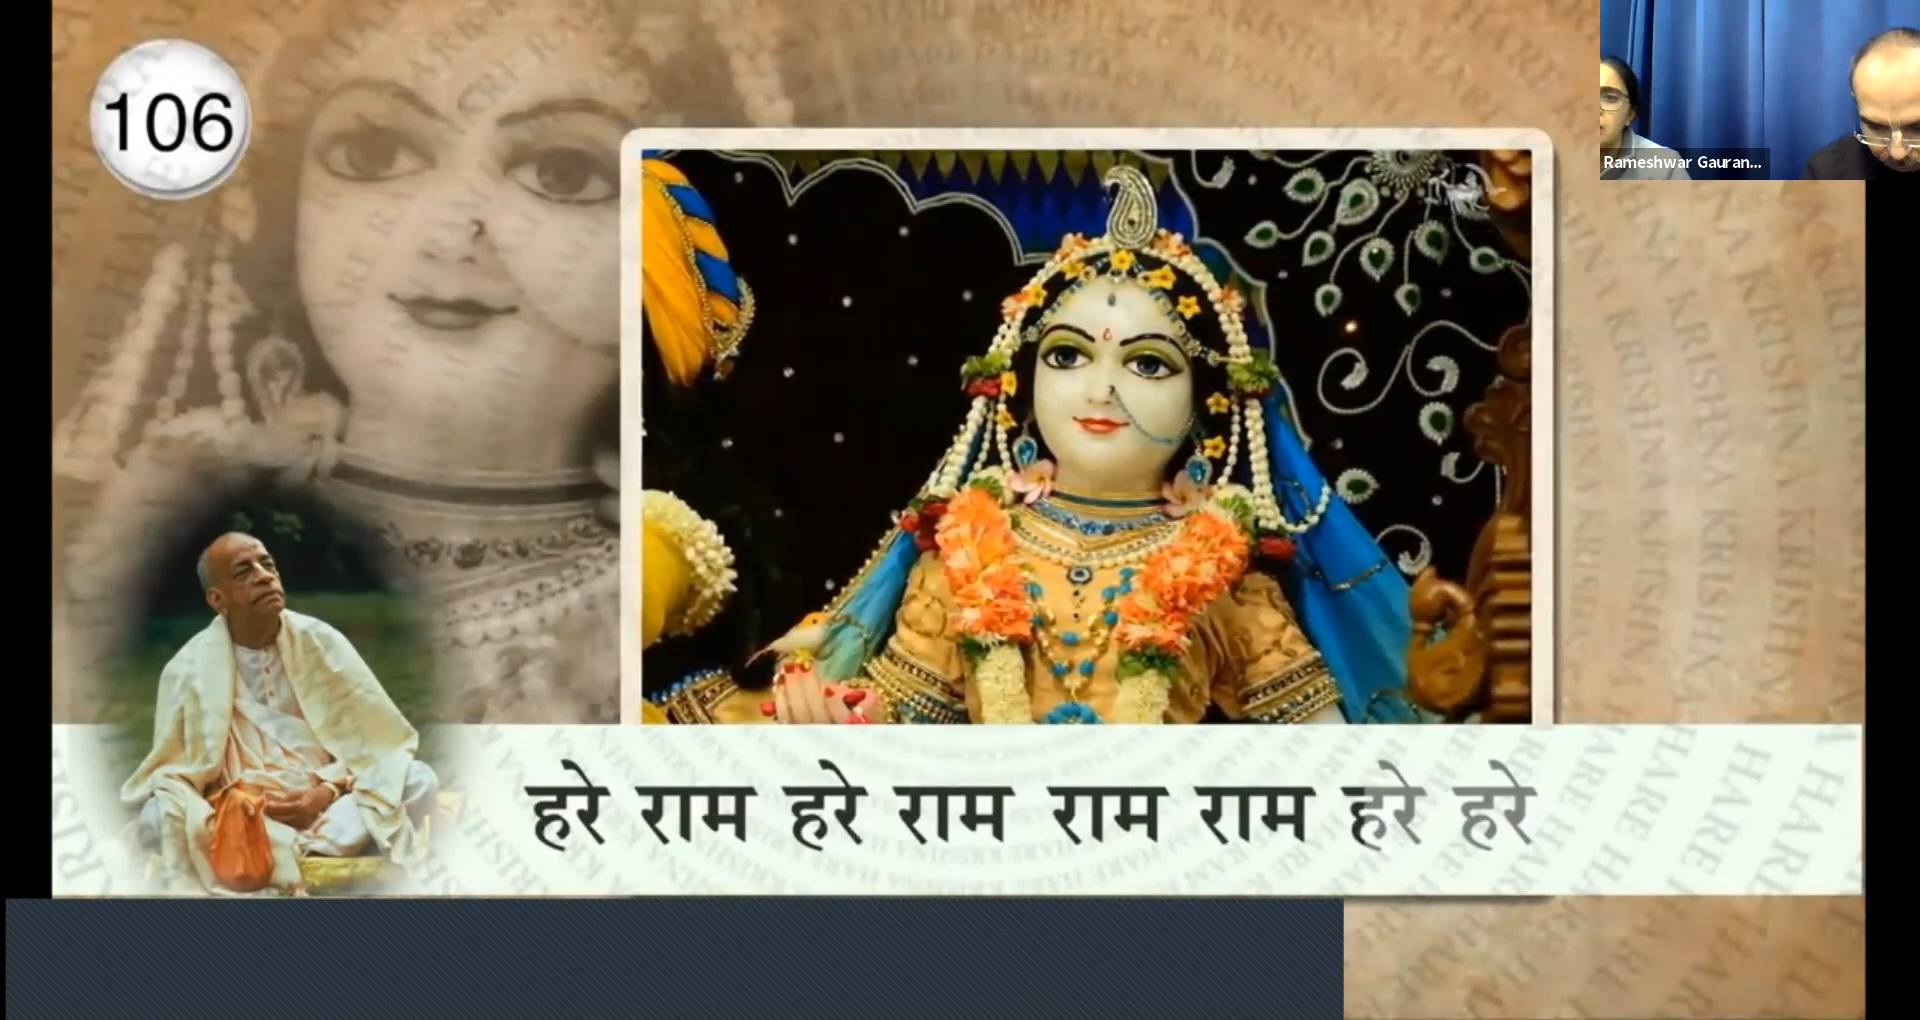 106
Rameshwar Gauran...
हरे राम हरे राम राम राम हरे हरे